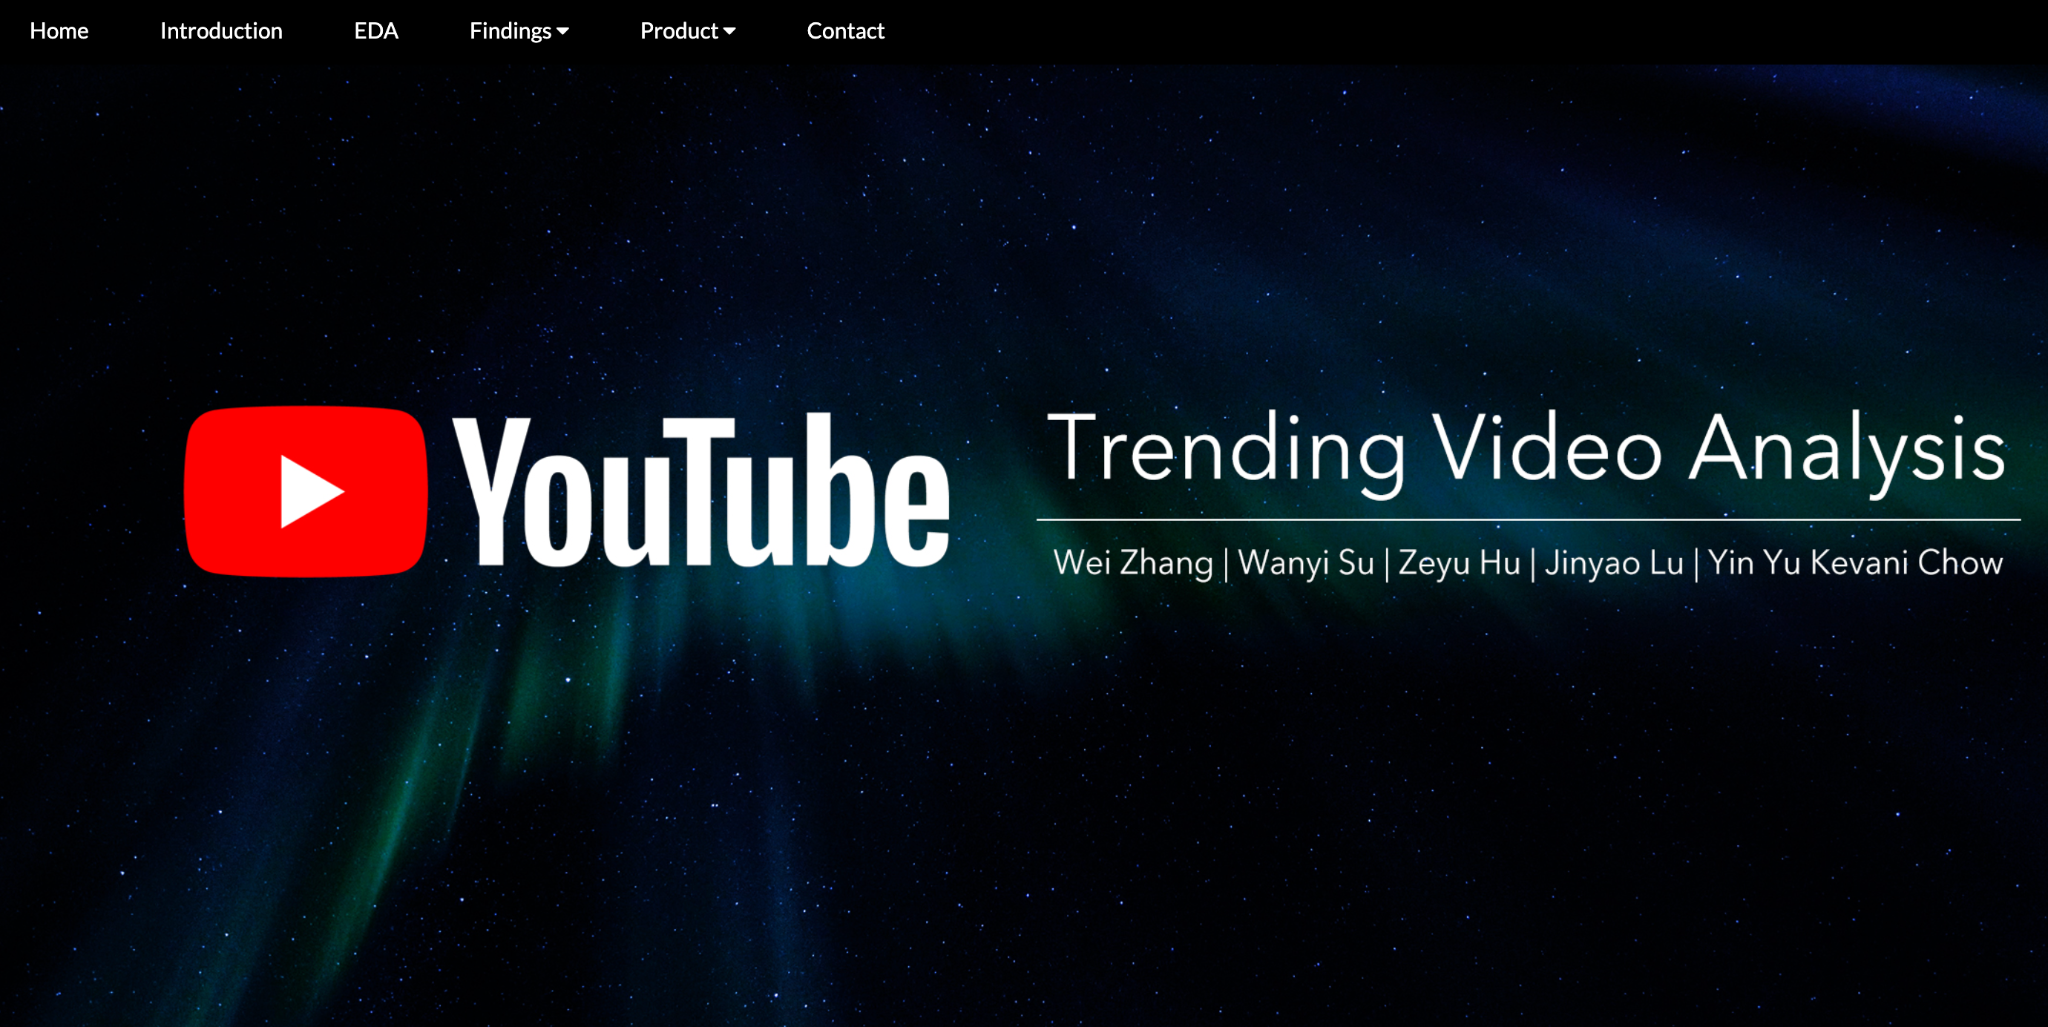 Home Introduction EDA Findings Product Contact
YouTube
Trending Video Analysis
Wei Zhang | Wanyi Su | Zeyu Hu | Jinyao Lu | Yin Yu Kevani Chow